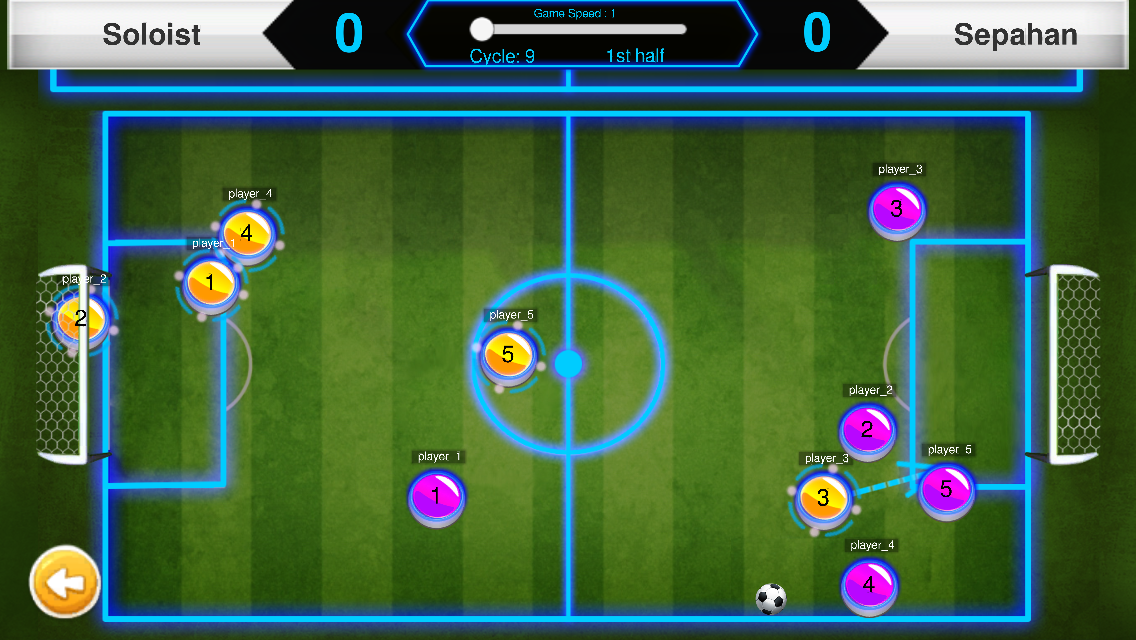 Soloist
0
Game Speed : 1
0
Sepahan
Cycle: 9
1st half
player_3
3
player_4
4
player_1
1
player_2
2
player_5
5
player_2
2
player_1
1
player_3
3
player_5
5
player_4
4